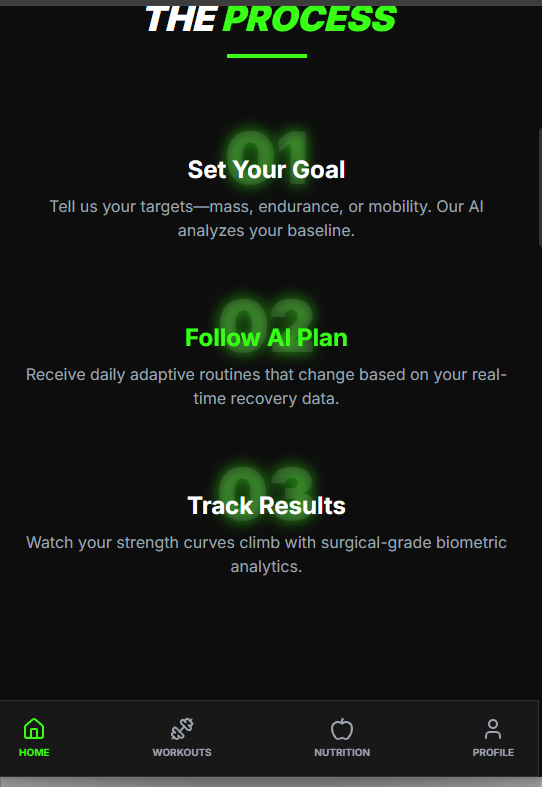 THE PROCESS
01
Set Your Goal
Tell us your targets—mass, endurance, or mobility. Our AI
analyzes your baseline.
02
Follow AI Plan
Receive daily adaptive routines that change based on your real-
time recovery data.
03
Track Results
Watch your strength curves climb with surgical-grade biometric
analytics.
HOME WORKOUTS NUTRITION PROFILE